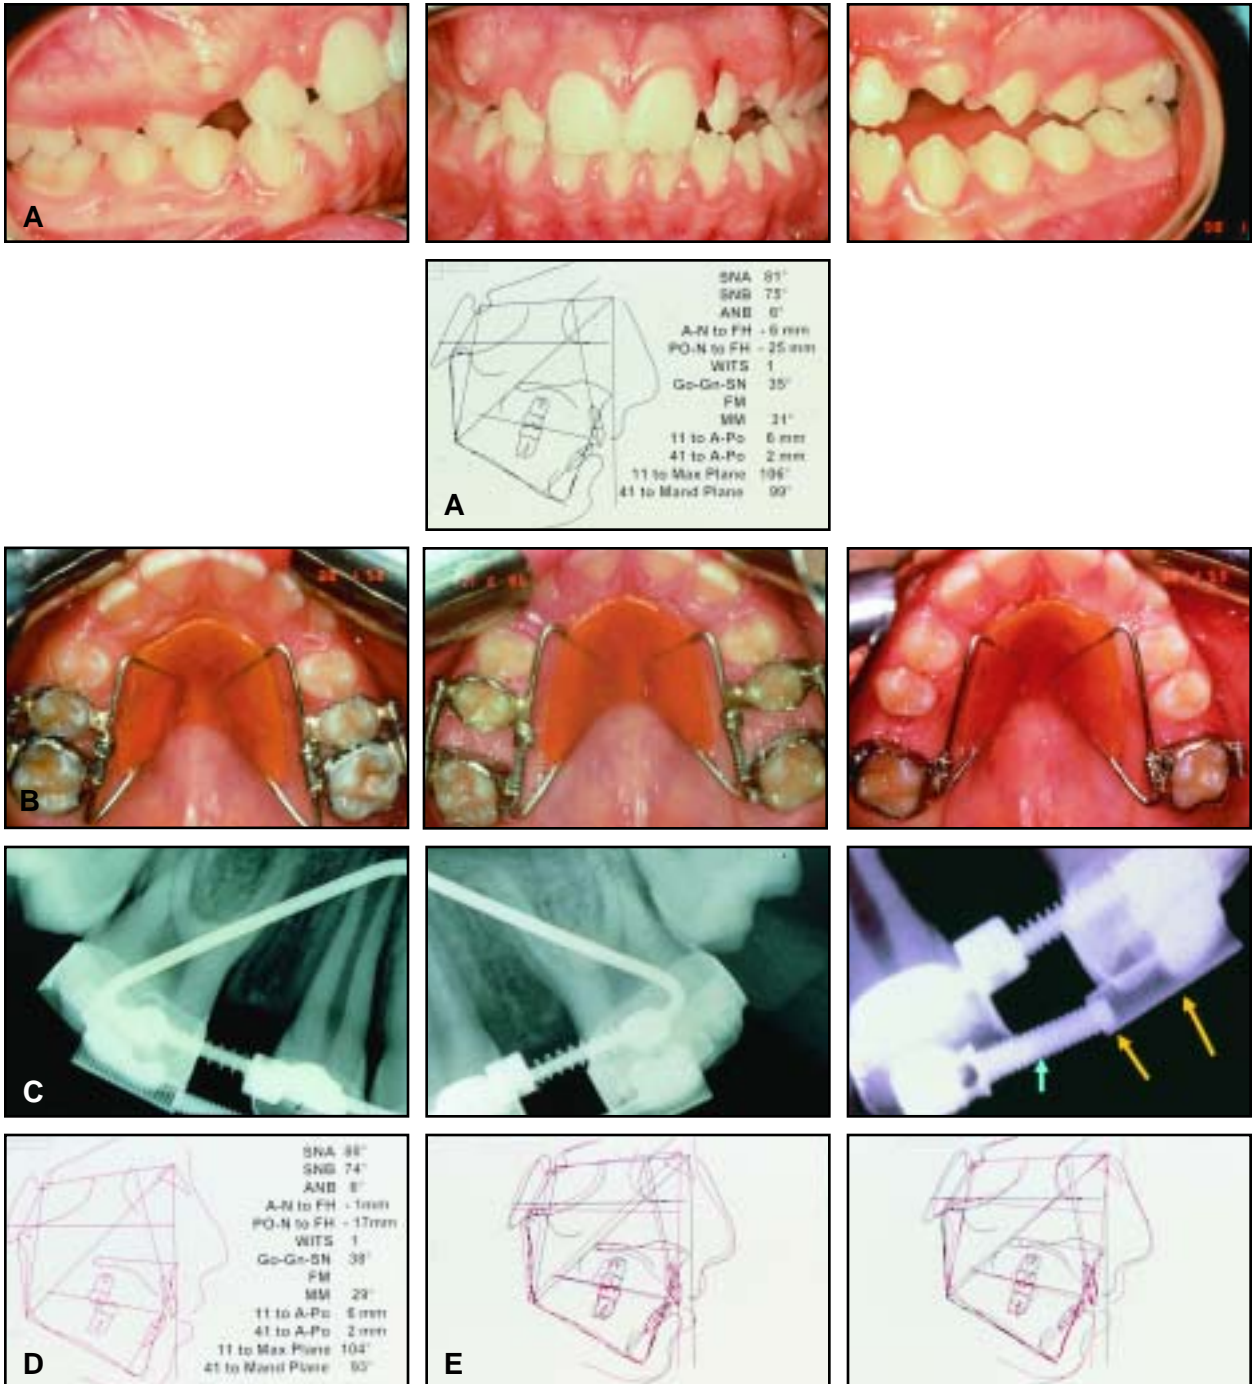 A
SNA 81°
SNB 75°
ANB 6°
A-N to FH - 6 mm
PO-N to FH - 25 mm
WITS 1
Go-Gn-SN 35°
FM
MM 31°
11 to A-Po 6 mm
41 to A-Po 2 mm
11 to Max Plane 106°
41 to Mand Plane 99°
A
B
C
SNA
SNB 74°
ANB 6°
A-N to FH - 1mm
PO-N to FH - 17mm
WITS 1
Go-Gn-SN 38°
FM
MM 29°
11 to A-Po 6 mm
41 to A-Po 2 mm
11 to Max Plane 104°
41 to Mand Plane 93°
D
E